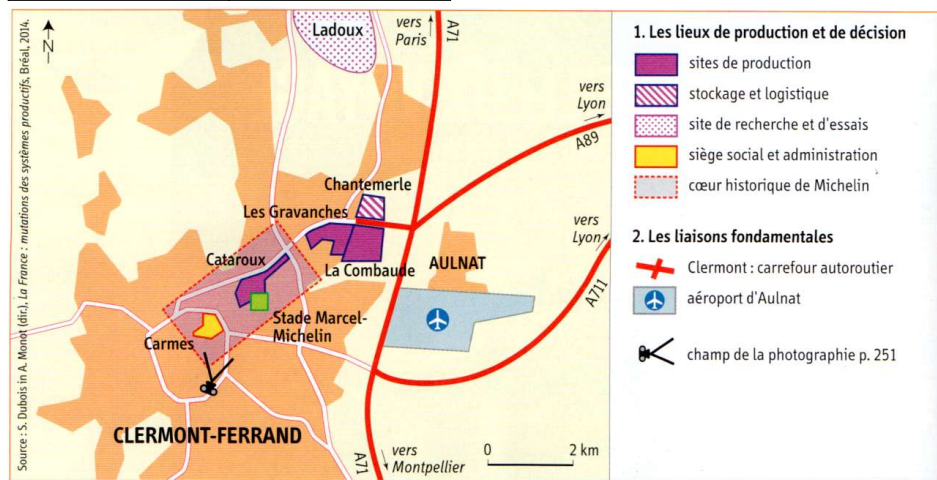 Source : S. Dubois in A. Monot (dir.), La France : mutations des systèmes productifs, Bréal, 2014.
N
Ladoux
vers
Paris
A71
vers
Lyon
A89
Chantemerle
Les Gravanches
vers
Lyon
Cataroux
La Combaude
AULNAT
A711
Stade Marcel-
Michelin
Carmes
CLERMONT-FERRAND
A71
vers
Montpellier
0 2 km
1. Les lieux de production et de décision
sites de production
stockage et logistique
site de recherche et d'essais
siège social et administration
cœur historique de Michelin
2. Les liaisons fondamentales
Clermont : carrefour autoroutier
aéroport d'Aulnat
champ de la photographie p. 251